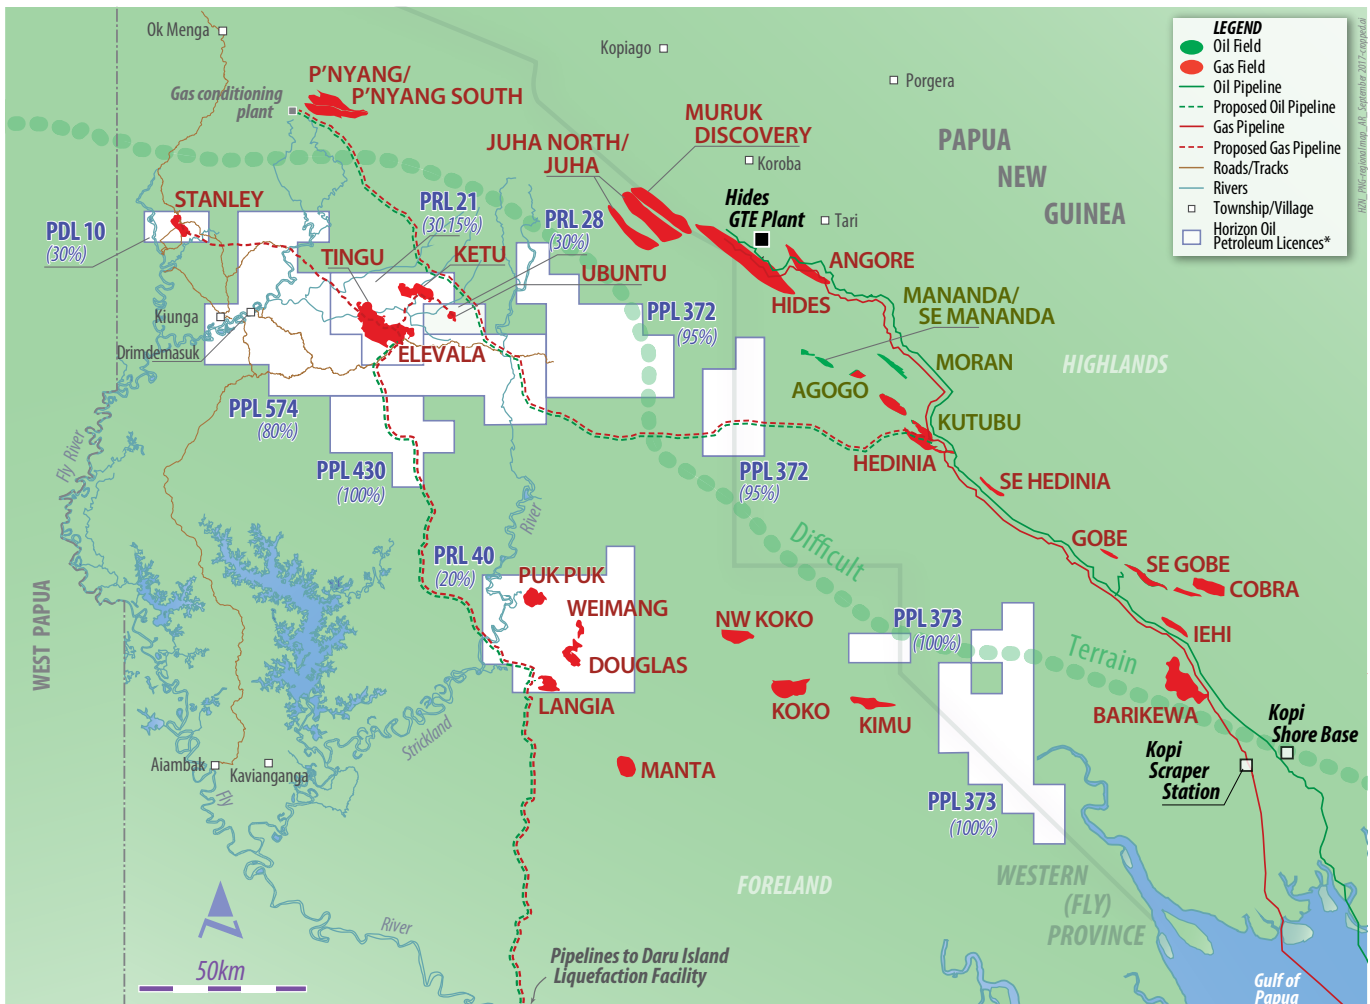 LEGEND
Oil Field
Gas Field
Oil Pipeline
Proposed Oil Pipeline
Gas Pipeline
Proposed Gas Pipeline
Roads/Tracks
Rivers
Township/Village
Horizon Oil
Petroleum Licences*
HZN_PNG-regional map_AR_September 2017-cropped.ai
Ok Menga
Kopiago
Porgera
P'NYANG/
P'NYANG SOUTH
Gas conditioning
plant
MURUK
DISCOVERY
JUHA NORTH/
JUHA
Koroba
PAPUA
NEW
GUINEA
Hides
GTE Plant
Tari
STANLEY
PDL 10
(30%)
PRL 21
(30.15%)
PRL 28
(30%)
TINGU
KETU
UBUNTU
ANGORE
HIDES
MANANDA/
SE MANANDA
PPL 372
(95%)
Kiunga
Drimdemasuk
ELEVALA
MORAN
HIGHLANDS
AGOGO
PPL 574
(80%)
KUTUBU
HEDINIA
PPL 430
(100%)
PPL 372
(95%)
SE HEDINIA
Fly River
River
Difficult
GOBE
SE GOBE
COBRA
PRL 40
(20%)
PUK PUK
WEIMANG
DOUGLAS
LANGIA
NW KOKO
PPL 373
(100%)
IEHI
Terrain
WEST PAPUA
KOKO
KIMU
BARIKEWA
Kopi
Shore Base
Kopi
Scraper
Station
Strickland
Aiambak
Kavianganga
Fly
MANTA
PPL 373
(100%)
FORELAND
WESTERN
(FLY)
PROVINCE
River
50km
Pipelines to Daru Island
Liquefaction Facility
Gulf of
Papua